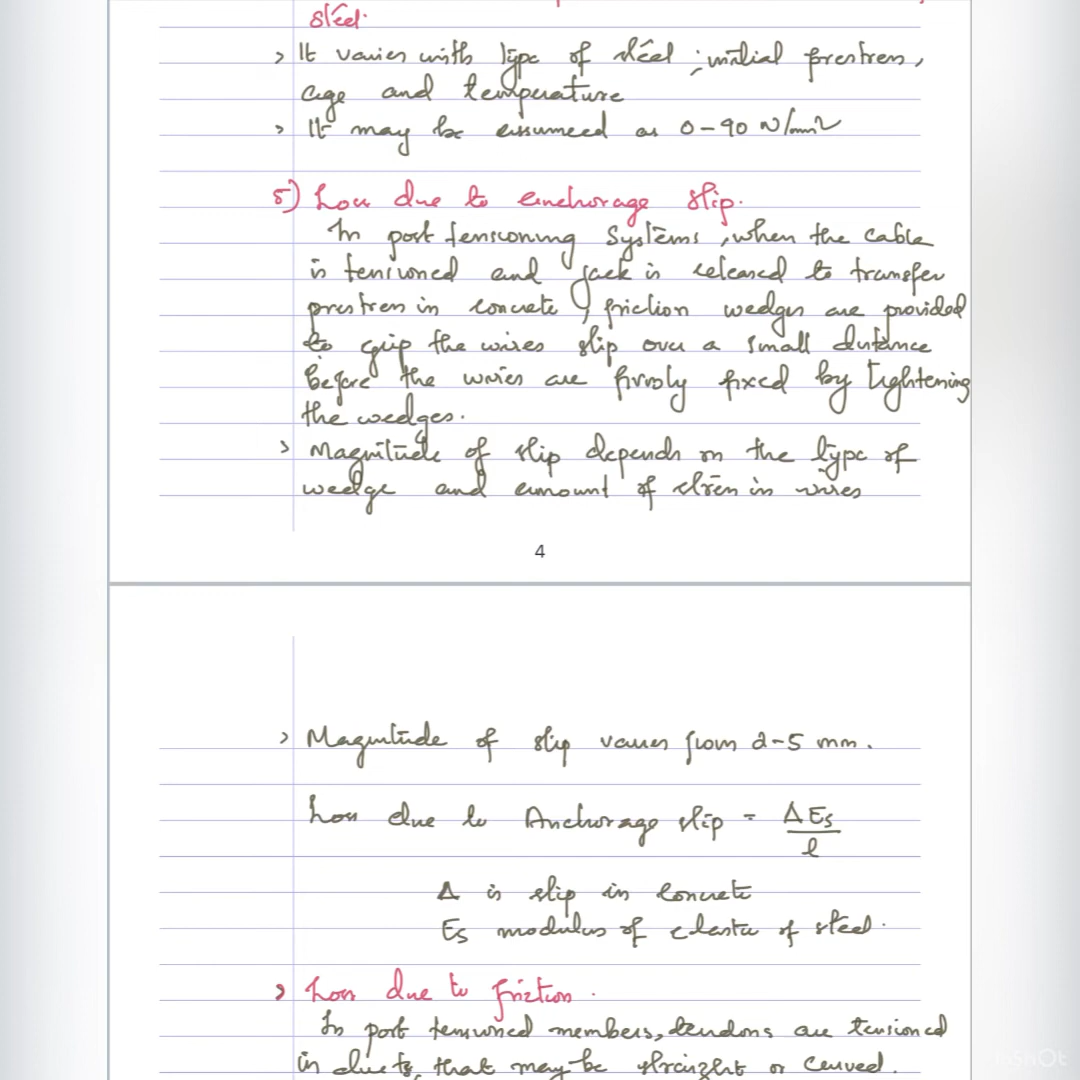 steel.
> It varies with type of steel, initial prestress,
age and temperature
> It may be assumed as 0-90 N/mm2
5) Loss due to anchorage slip.
In post tensioning systems, when the cable
is tensioned and jack is released to transfer
prestress in concrete, friction wedges are provided
to grip the wires slip over a small distance
before the wires are firmly fixed by tightening
the wedges.
> Magnitude of slip depends on the type of
wedge and amount of stress in wires
4
> Magnitude of slip varies from 2-5 mm.
Loss due to Anchorage slip = ΔEs/l
Δ is slip in concrete
Es modulus of elasta of steel.
> Loss due to friction.
In post tensioned members, tendons are tensioned
in ducts, that may be straight or curved.